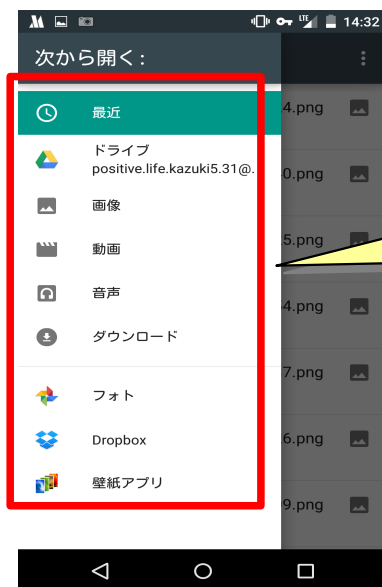 LTE 14:32
次から開く:
最近
ドライブ
positive.life.kazuki5.31@.
画像
動画
音声
ダウンロード
フォト
Dropbox
壁紙アプリ
4.png
0.png
5.png
4.png
7.png
6.png
9.png